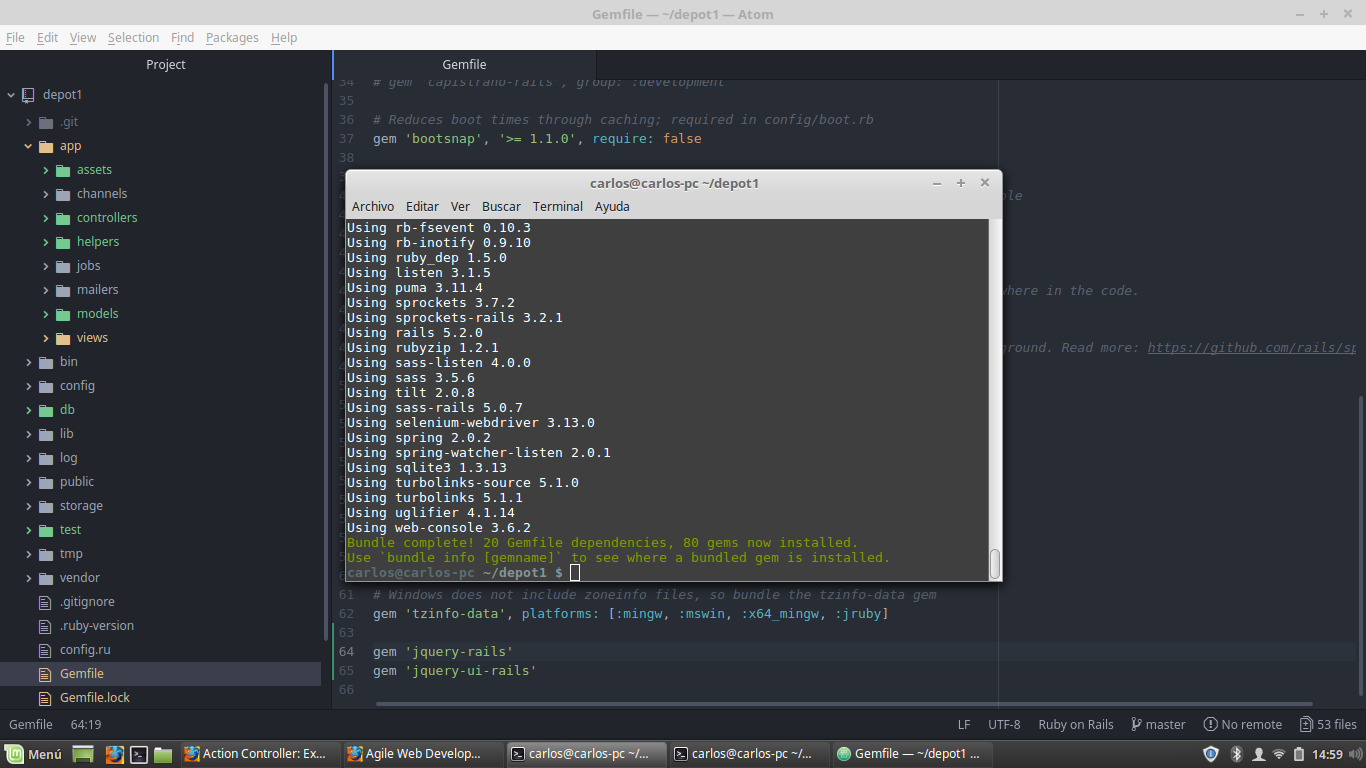 Gemfile — ~/depot1 — Atom
File Edit View Selection Find Packages Help
Project
Gemfile
depot1
.git
app
assets
channels
controllers
helpers
jobs
mailers
models
views
bin
config
db
lib
log
public
storage
test
tmp
vendor
.gitignore
.ruby-version
config.ru
Gemfile
Gemfile.lock
34 # gem 'capistrano-rails', group: :development
35
36 # Reduces boot times through caching; required in config/boot.rb
37 gem 'bootsnap', '>= 1.1.0', require: false
38
where in the code.
ground. Read more: https://github.com/rails/sp
carlos@carlos-pc ~/depot1
Archivo Editar Ver Buscar Terminal Ayuda
Using rb-fsevent 0.10.3
Using rb-inotify 0.9.10
Using ruby_dep 1.5.0
Using listen 3.1.5
Using puma 3.11.4
Using sprockets 3.7.2
Using sprockets-rails 3.2.1
Using rails 5.2.0
Using rubyzip 1.2.1
Using sass-listen 4.0.0
Using sass 3.5.6
Using tilt 2.0.8
Using sass-rails 5.0.7
Using selenium-webdriver 3.13.0
Using spring 2.0.2
Using spring-watcher-listen 2.0.1
Using sqlite3 1.3.13
Using turbolinks-source 5.1.0
Using turbolinks 5.1.1
Using uglifier 4.1.14
Using web-console 3.6.2
Bundle complete! 20 Gemfile dependencies, 80 gems now installed.
Use `bundle info [gemname]` to see where a bundled gem is installed.
carlos@carlos-pc ~/depot1 $
61 # Windows does not include zoneinfo files, so bundle the tzinfo-data gem
62 gem 'tzinfo-data', platforms: [:mingw, :mswin, :x64_mingw, :jruby]
63
64 gem 'jquery-rails'
65 gem 'jquery-ui-rails'
66
Gemfile 64:19 LF UTF-8 Ruby on Rails master No remote 53 files
Menú Action Controller: Ex... Agile Web Develop... carlos@carlos-pc ~/... carlos@carlos-pc ~/... Gemfile — ~/depot1 ... 14:59